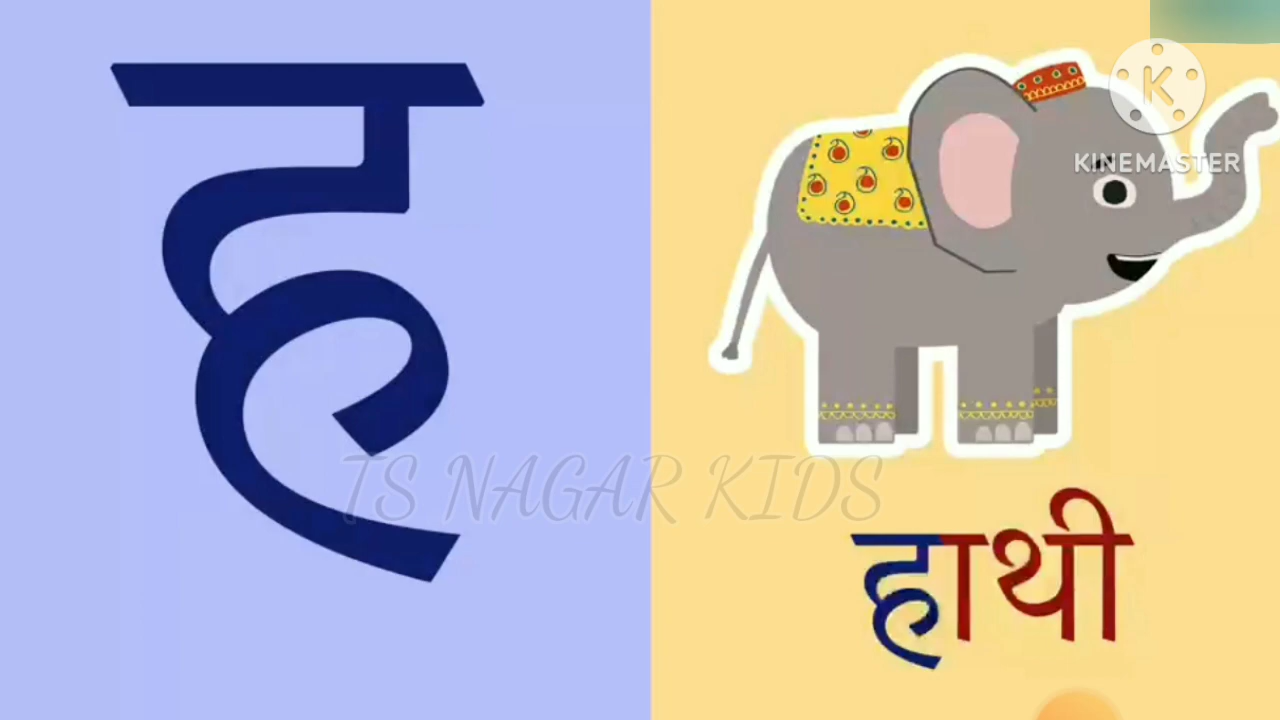 ह
KINEMASTER
TS NAGAR KIDS
हाथी